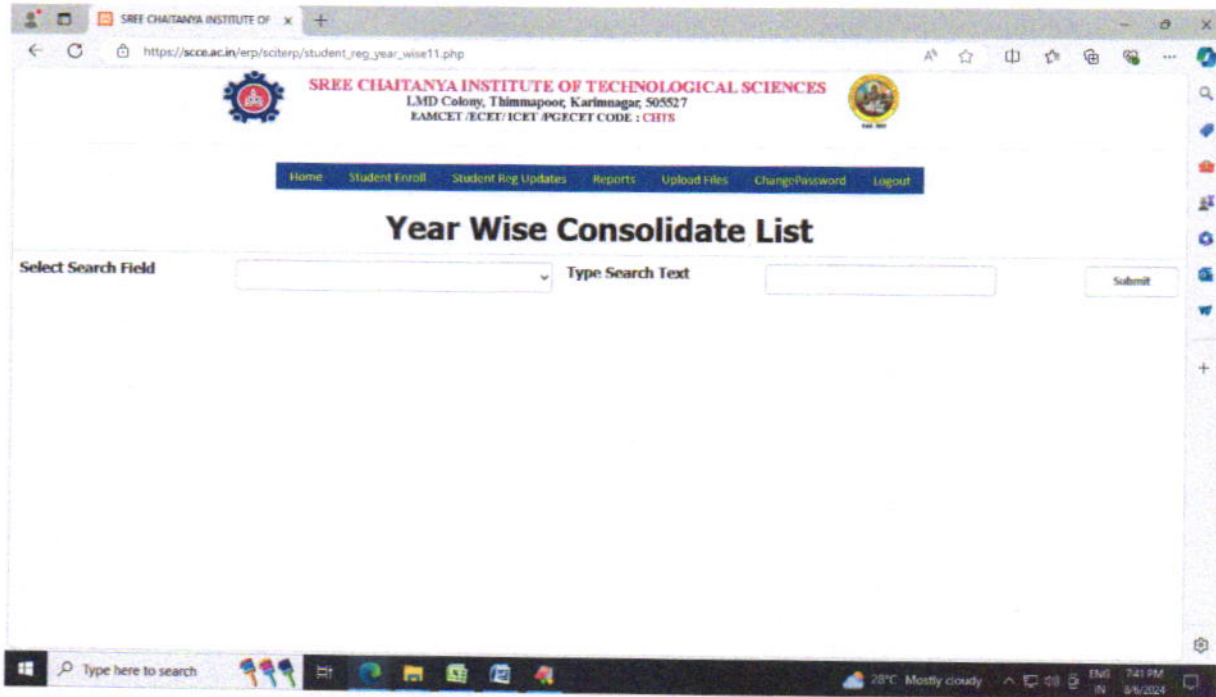 SREE CHAITANYA INSTITUTE OF
https://scce.ac.in/erp/sciterp/student_reg_year_wise11.php
SREE CHAITANYA INSTITUTE OF TECHNOLOGICAL SCIENCES
LMD Colony, Thimmapoor, Karimnagar, 505527
EAMCET /ECET/ ICET /PGECET CODE : CHTS
Home Student Enroll Student Reg Updates Reports Upload Files ChangePassword Logout
Year Wise Consolidate List
Select Search Field Type Search Text Submit
Type here to search 28°C Mostly cloudy ENG 7:41 PM
IN 8/6/2024